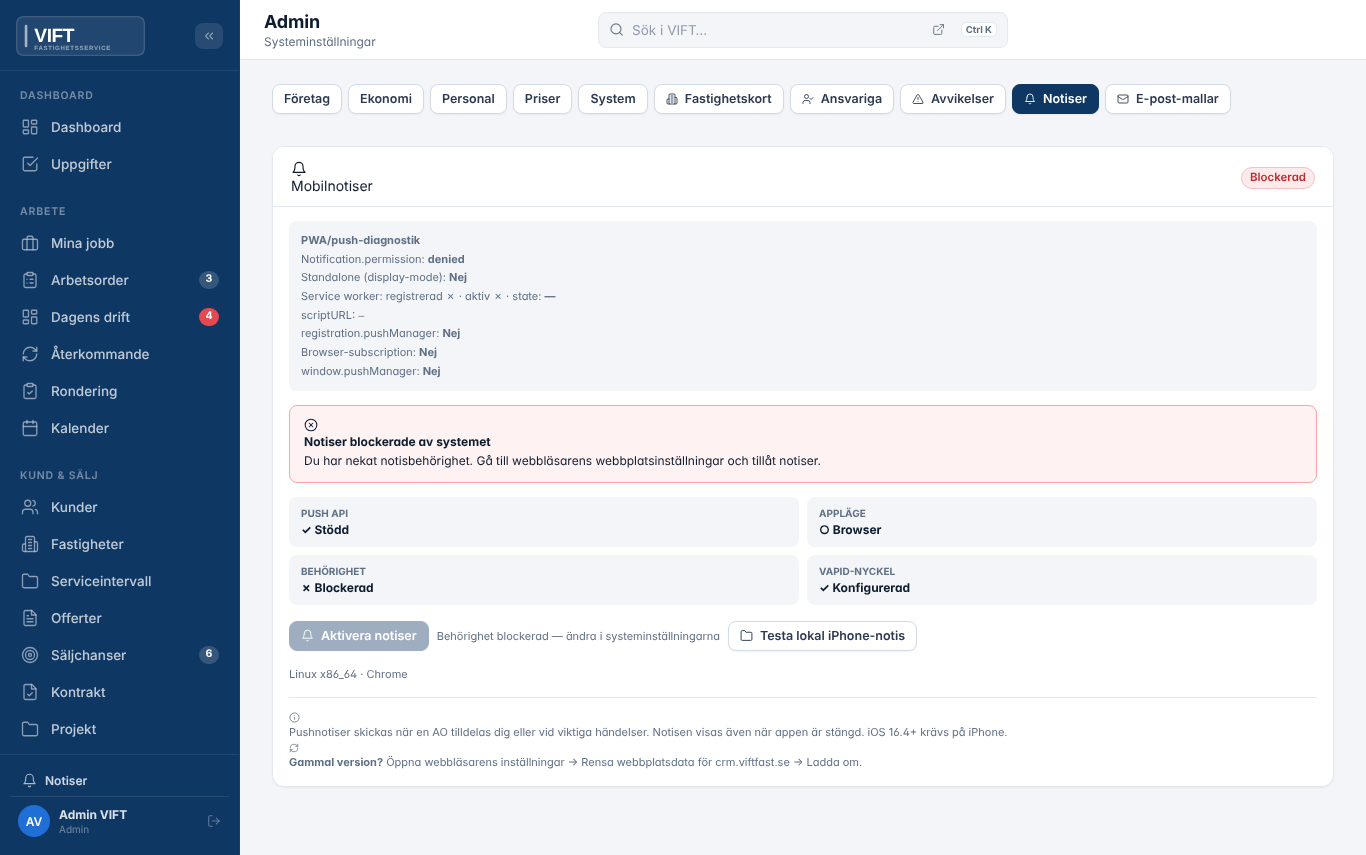 VIFT
FASTIGHETSSERVICE
Admin
Systeminställningar
Sök i VIFT...
Ctrl K
DASHBOARD
Dashboard
Uppgifter
ARBETE
Mina jobb
Arbetsorder 3
Dagens drift 4
Återkommande
Rondering
Kalender
KUND & SÄLJ
Kunder
Fastigheter
Serviceintervall
Offerter
Säljchanser 6
Kontrakt
Projekt
Notiser
AV
Admin VIFT
Admin
Företag Ekonomi Personal Priser System Fastighetskort Ansvariga Avvikelser Notiser E-post-mallar
Mobilnotiser
Blockerad
PWA/push-diagnostik
Notification.permission: denied
Standalone (display-mode): Nej
Service worker: registrerad × · aktiv × · state: —
scriptURL: –
registration.pushManager: Nej
Browser-subscription: Nej
window.pushManager: Nej
Notiser blockerade av systemet
Du har nekat notisbehörighet. Gå till webbläsarens webbplatsinställningar och tillåt notiser.
PUSH API
✓ Stödd
APPLÄGE
○ Browser
BEHÖRIGHET
× Blockerad
VAPID-NYCKEL
✓ Konfigurerad
Aktivera notiser Behörighet blockerad — ändra i systeminställningarna Testa lokal iPhone-notis
Linux x86_64 · Chrome
Pushnotiser skickas när en AO tilldelas dig eller vid viktiga händelser. Notisen visas även när appen är stängd. iOS 16.4+ krävs på iPhone.
Gammal version? Öppna webbläsarens inställningar → Rensa webbplatsdata för crm.viftfast.se → Ladda om.